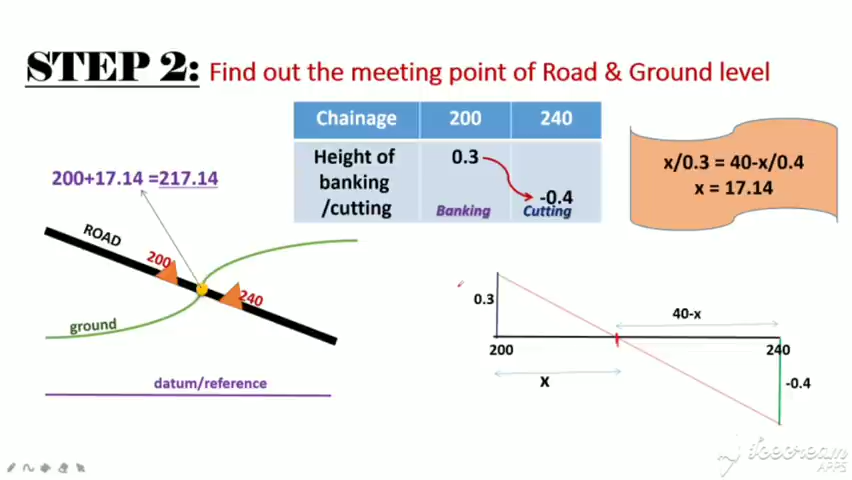 STEP 2: Find out the meeting point of Road & Ground level
Chainage 200 240
Height of banking /cutting 0.3 -0.4
Banking Cutting
x/0.3 = 40-x/0.4
x = 17.14
200+17.14 =217.14
ROAD
200
240
ground
datum/reference
0.3
40-x
200
240
X
-0.4
Icecream
APPS